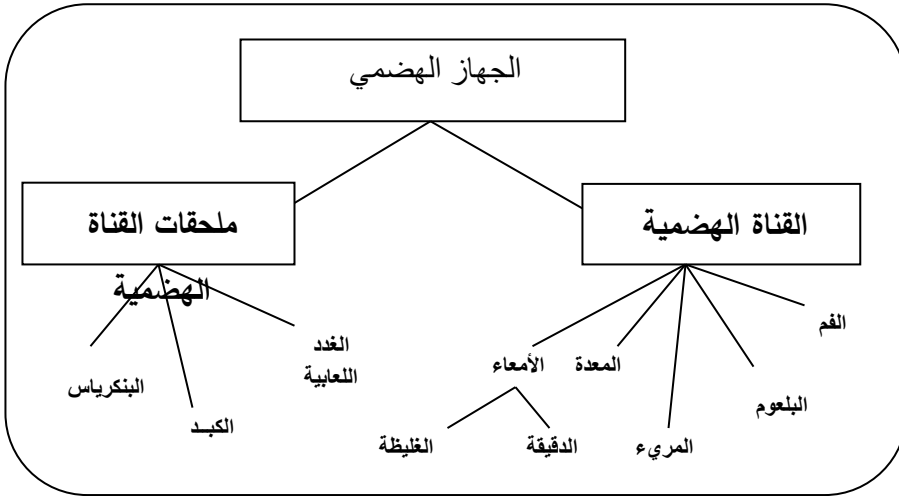 الجهاز الهضمي
القناة الهضمية
ملحقات القناة
الهضمية
الفم
البلعوم
المريء
المعدة
الأمعاء
الدقيقة
الغليظة
الغدد
اللعابية
الكبـد
البنكرياس